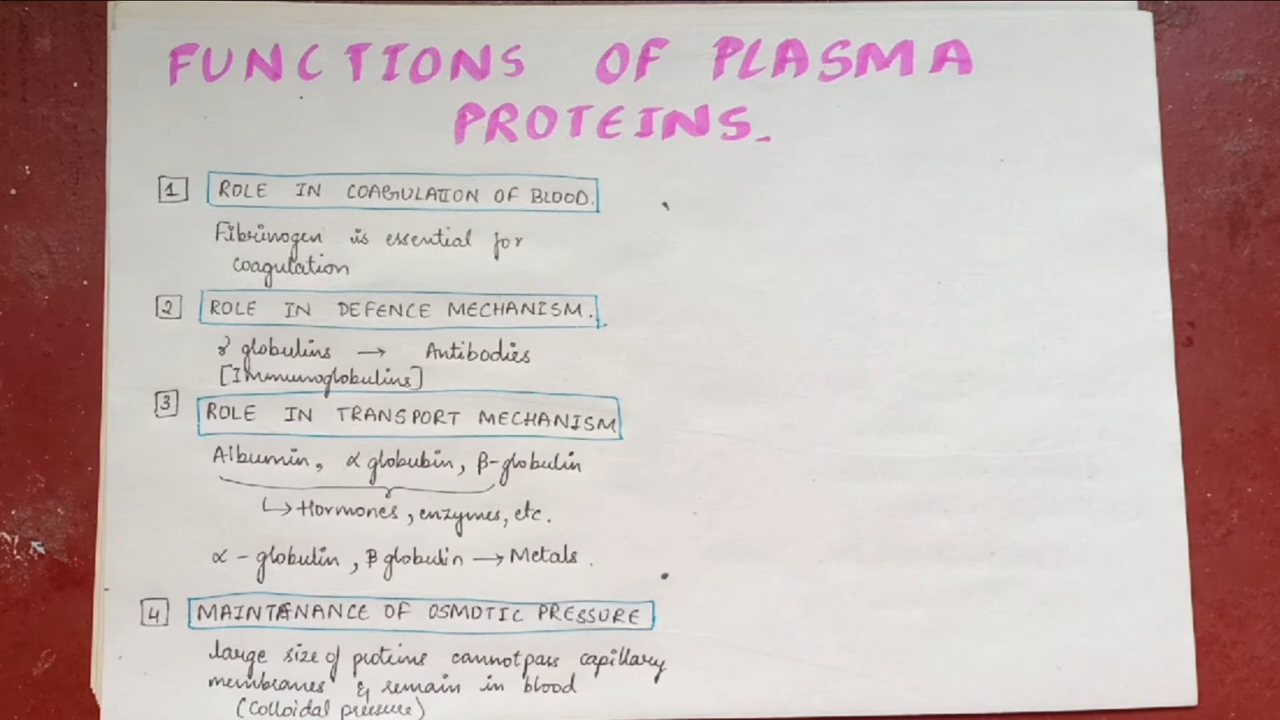 FUNCTIONS OF PLASMA
PROTEINS.
1 ROLE IN COAGULATION OF BLOOD.
Fibrinogen is essential for
coagulation
2 ROLE IN DEFENCE MECHANISM.
γ globulins → Antibodies
[Immunoglobulins]
3 ROLE IN TRANSPORT MECHANISM
Albumin, α globubin, β-globulin
↳ Hormones, enzymes, etc.
α - globulin, β globulin → Metals.
4 MAINTENANCE OF OSMOTIC PRESSURE
large size of proteins cannot pass capillary
membranes & remain in blood
(Colloidal pressure)